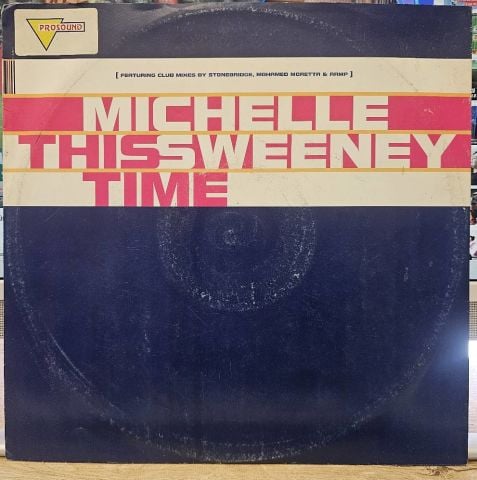 PROSOUND
[ FEATURING CLUB MIXES BY STONEBRIDGE, MOHAMED MORETTA & RAMP ]
MICHELLE
THISSWEENEY
TIME